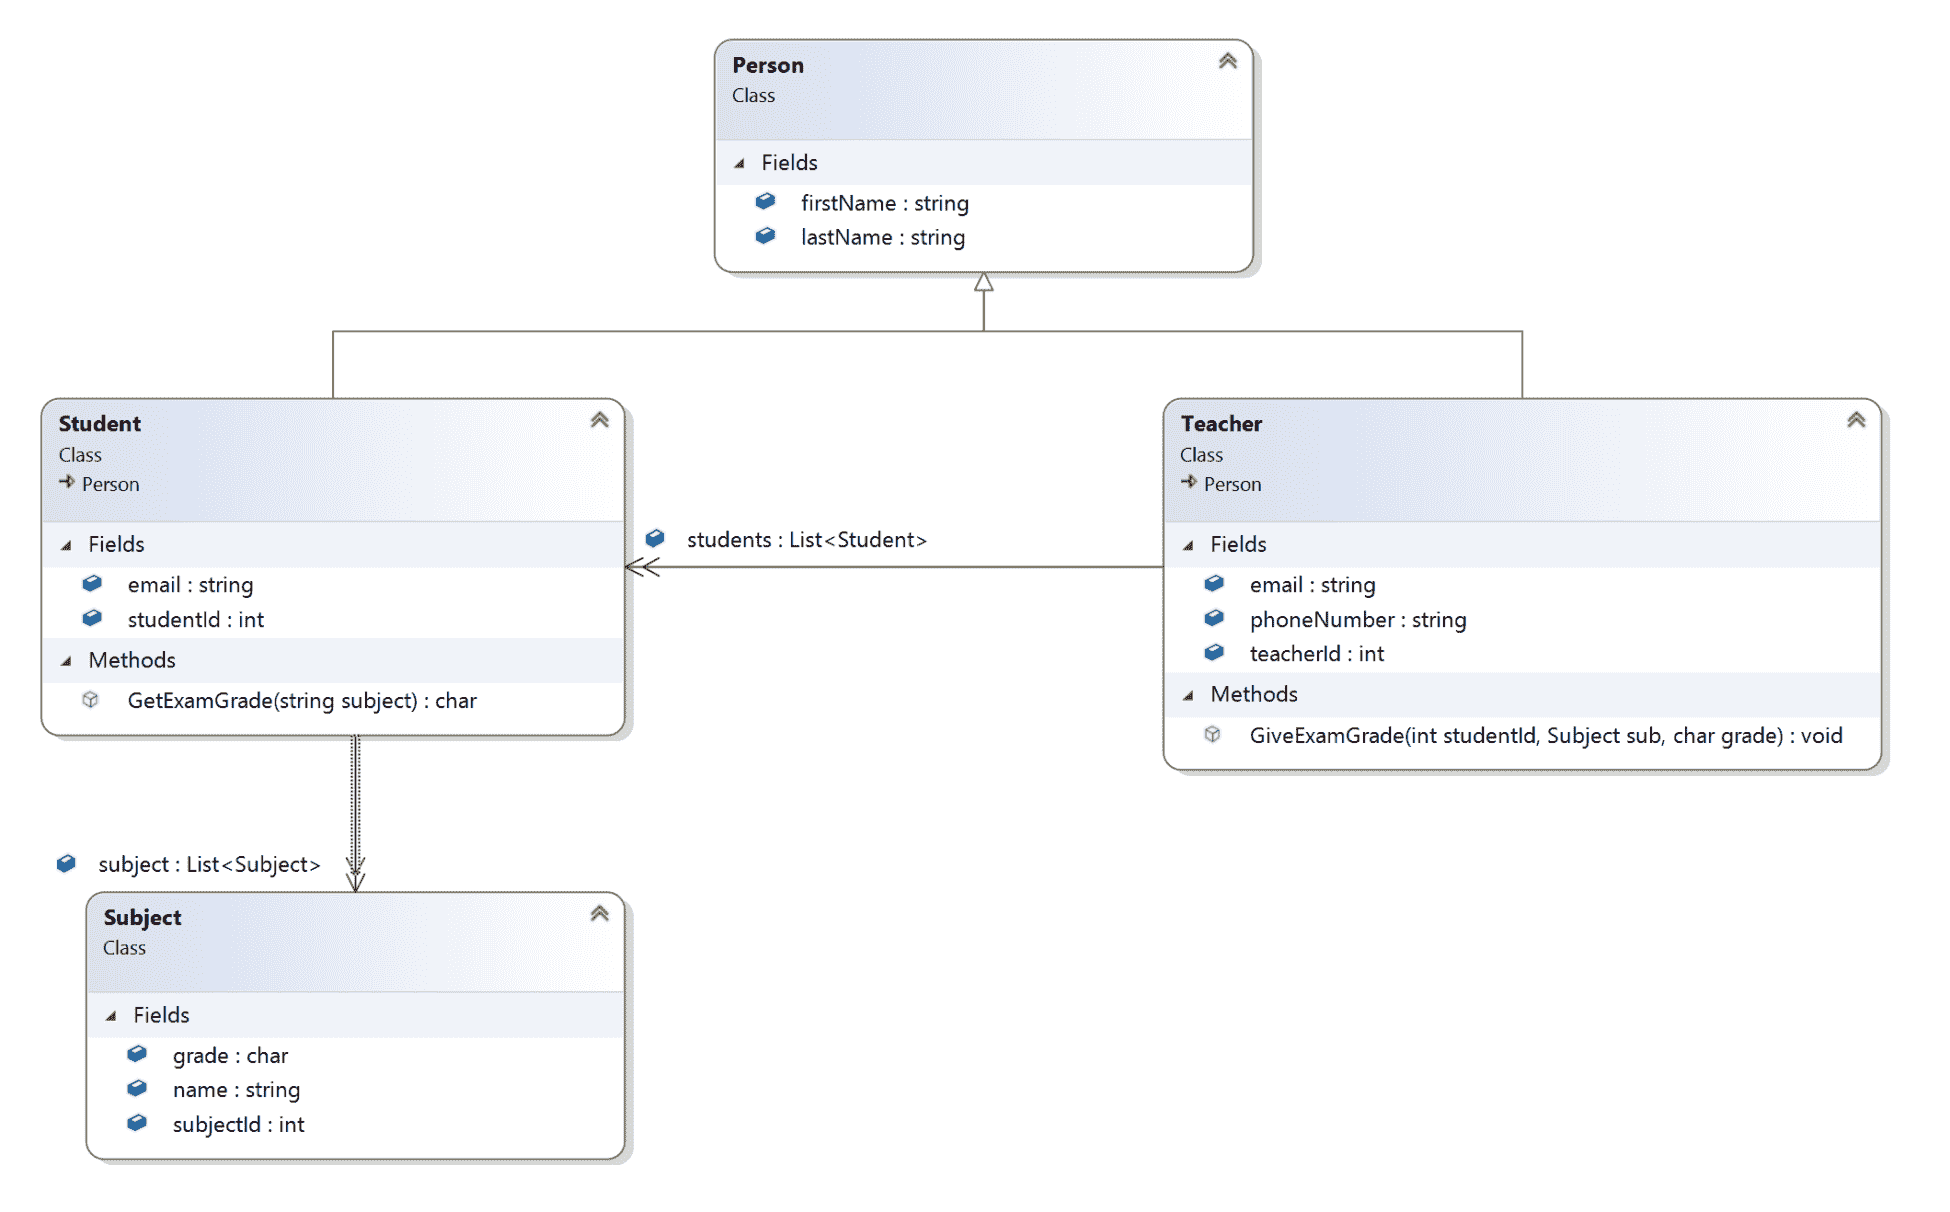 Person
Class
Fields
firstName : string
lastName : string
Student
Class
Person
Fields
email : string
studentId : int
Methods
GetExamGrade(string subject) : char
students : List<Student>
Teacher
Class
Person
Fields
email : string
phoneNumber : string
teacherId : int
Methods
GiveExamGrade(int studentId, Subject sub, char grade) : void
subject : List<Subject>
Subject
Class
Fields
grade : char
name : string
subjectId : int